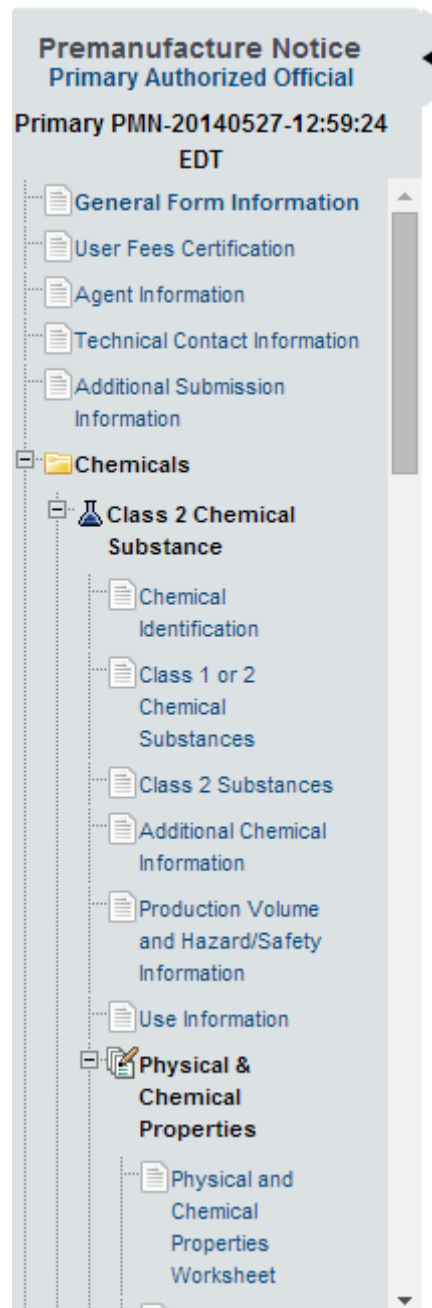 Premanufacture Notice
Primary Authorized Official
Primary PMN-20140527-12:59:24
EDT
General Form Information
User Fees Certification
Agent Information
Technical Contact Information
Additional Submission
Information
Chemicals
Class 2 Chemical
Substance
Chemical
Identification
Class 1 or 2
Chemical
Substances
Class 2 Substances
Additional Chemical
Information
Production Volume
and Hazard/Safety
Information
Use Information
Physical &
Chemical
Properties
Physical and
Chemical
Properties
Worksheet